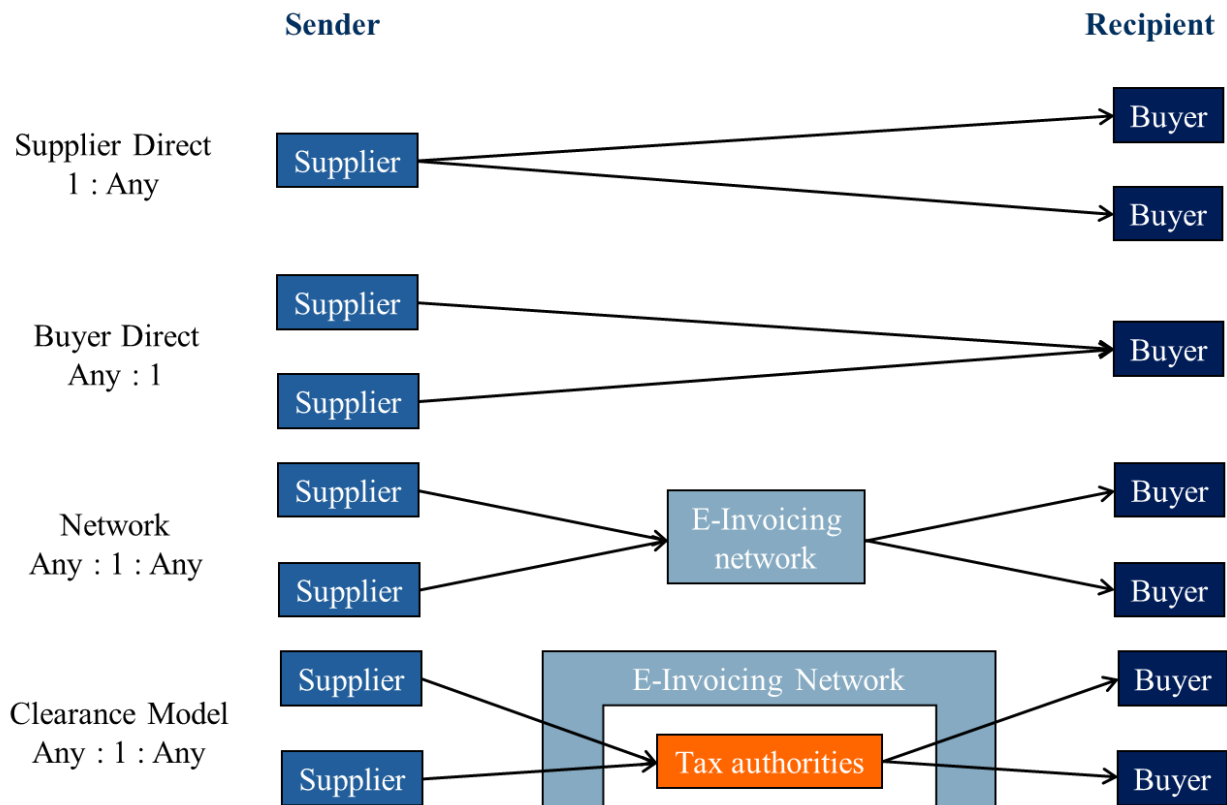 Sender
Recipient
Supplier Direct
1 : Any
Supplier
Buyer
Buyer
Buyer Direct
Any : 1
Supplier
Supplier
Buyer
Network
Any : 1 : Any
Supplier
Supplier
E-Invoicing
network
Buyer
Buyer
Clearance Model
Any : 1 : Any
Supplier
Supplier
E-Invoicing Network
Tax authorities
Buyer
Buyer